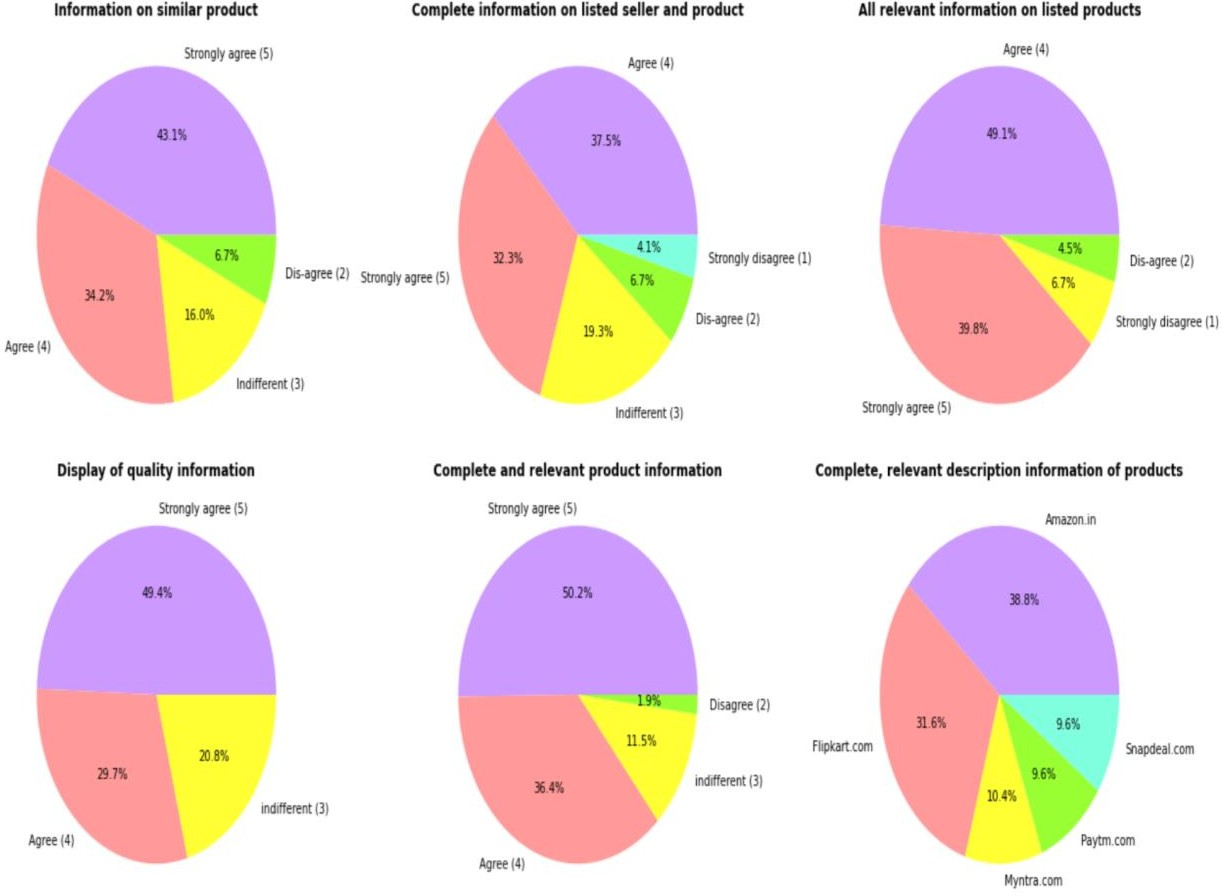 Information on similar product
Strongly agree (5)
43.1%
6.7%
Dis-agree (2)
34.2%
16.0%
Agree (4)
Indifferent (3)
Complete information on listed seller and product
Agree (4)
37.5%
4.1%
Strongly disagree (1)
32.3%
Strongly agree (5)
6.7%
Dis-agree (2)
19.3%
Indifferent (3)
All relevant information on listed products
Agree (4)
49.1%
4.5%
Dis-agree (2)
6.7%
Strongly disagree (1)
39.8%
Strongly agree (5)
Display of quality information
Strongly agree (5)
49.4%
20.8%
29.7%
indifferent (3)
Agree (4)
Complete and relevant product information
Strongly agree (5)
50.2%
1.9%
Disagree (2)
11.5%
indifferent (3)
36.4%
Agree (4)
Complete, relevant description information of products
Amazon.in
38.8%
31.6%
9.6%
Flipkart.com
Snapdeal.com
9.6%
10.4%
Paytm.com
Myntra.com